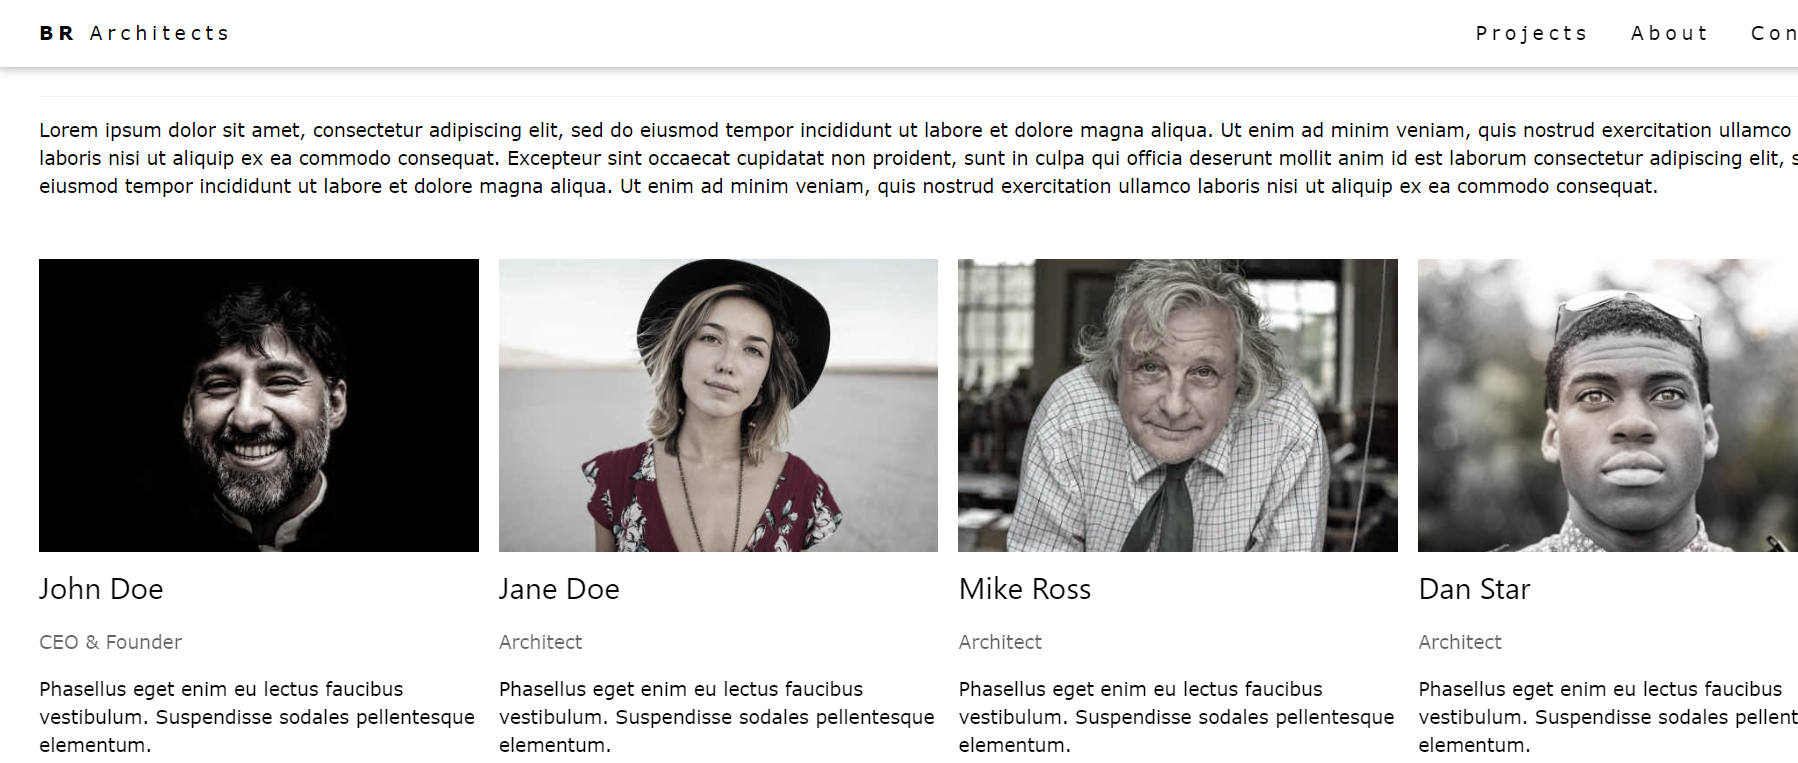 BR Architects
Projects About
Lorem ipsum dolor sit amet, consectetur adipiscing elit, sed do eiusmod tempor incididunt ut labore et dolore magna aliqua. Ut enim ad minim veniam, quis nostrud exercitation ullamco
laboris nisi ut aliquip ex ea commodo consequat. Excepteur sint occaecat cupidatat non proident, sunt in culpa qui officia deserunt mollit anim id est laborum consectetur adipiscing elit,
eiusmod tempor incididunt ut labore et dolore magna aliqua. Ut enim ad minim veniam, quis nostrud exercitation ullamco laboris nisi ut aliquip ex ea commodo consequat.
John Doe
CEO & Founder
Phasellus eget enim eu lectus faucibus
vestibulum. Suspendisse sodales pellentesque
elementum.
Jane Doe
Architect
Phasellus eget enim eu lectus faucibus
vestibulum. Suspendisse sodales pellentesque
elementum.
Mike Ross
Architect
Phasellus eget enim eu lectus faucibus
vestibulum. Suspendisse sodales pellentesque
elementum.
Dan Star
Architect
Phasellus eget enim eu lectus faucibus
vestibulum. Suspendisse sodales
elementum.